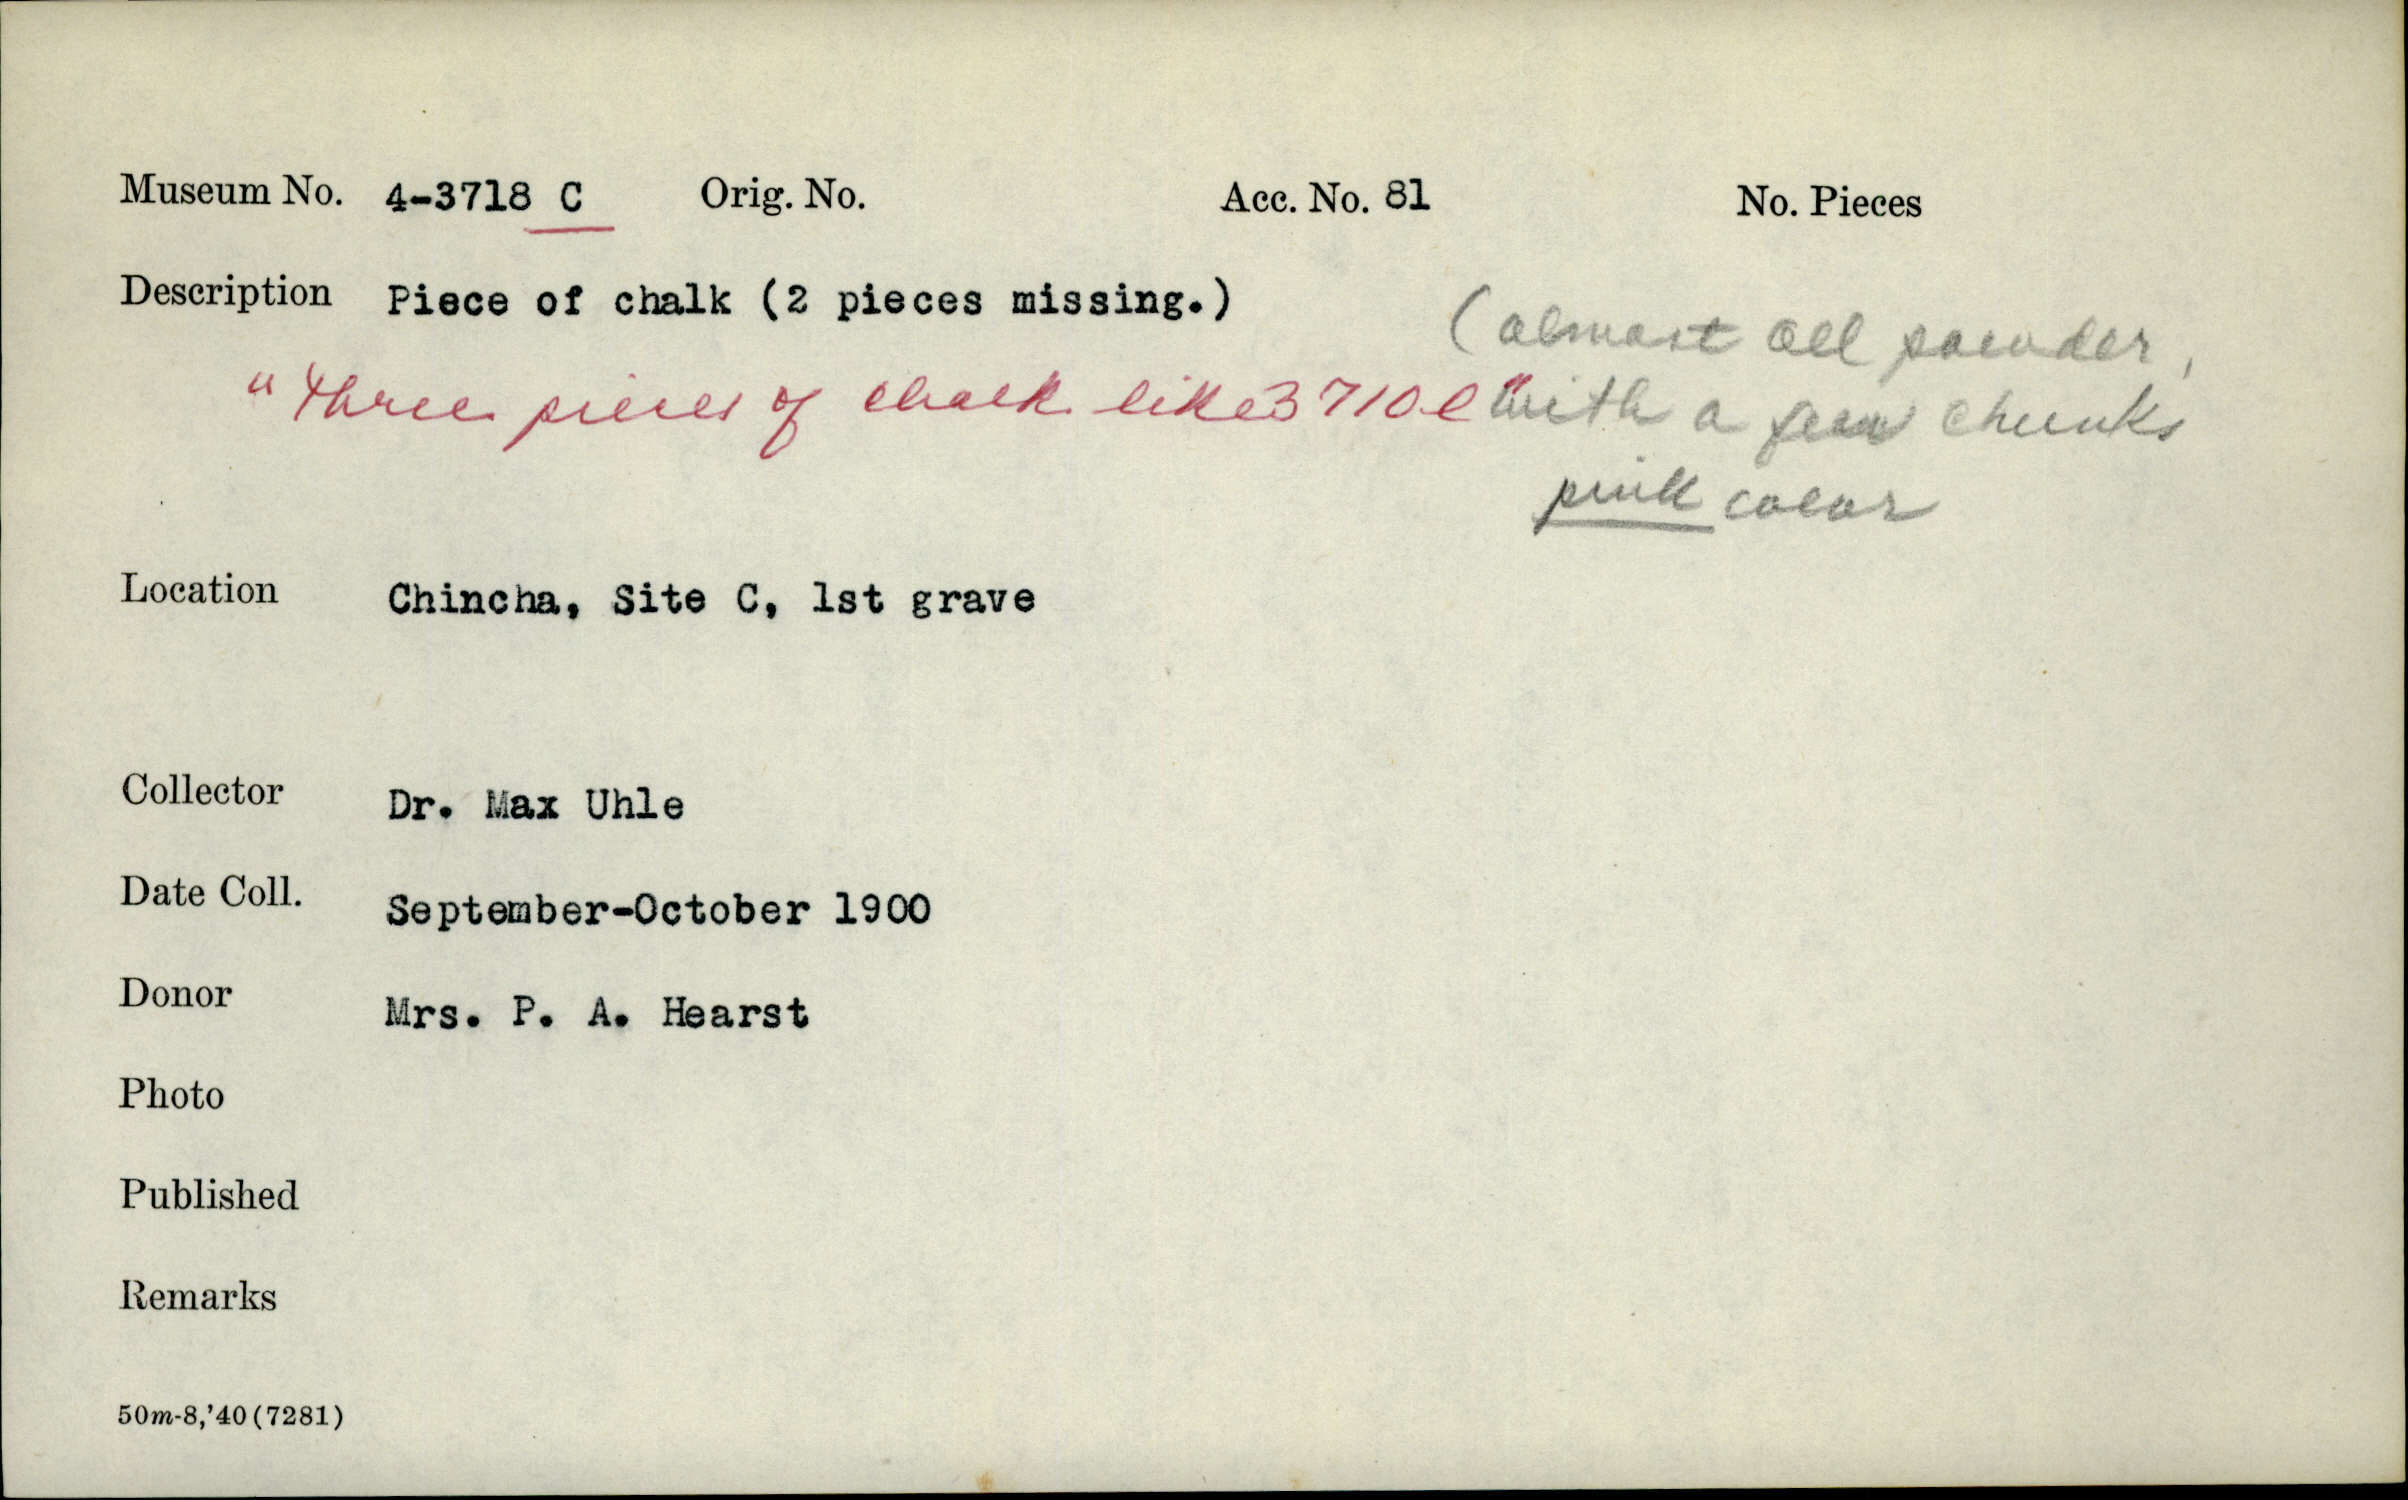 Museum No. 4-3718 C Orig. No. Acc. No. 81 No. Pieces
Description Piece of chalk (2 pieces missing.)
(almost all powder,
"Three pieces of chalk like 3710 e"
with a few chunks
pink color
Location Chincha, Site C, 1st grave
Collector Dr. Max Uhle
Date Coll. September-October 1900
Donor Mrs. P. A. Hearst
Photo
Published
Remarks
50m-8,'40(7281)